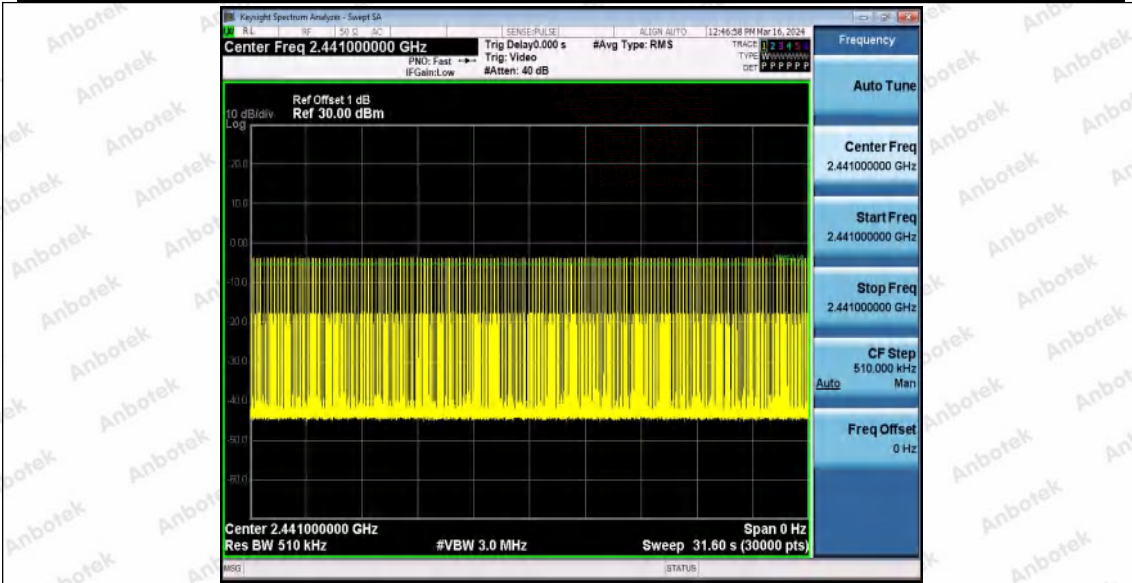 Keysight Spectrum Analyzer - Swept SA
RL RF 50 Ω AC SENSE:PULSE ALIGN AUTO 12:46:58 PM Mar 16, 2024
Center Freq 2.441000000 GHz Trig Delay0.000 s #Avg Type: RMS TRACE 1 2 3 4 5 6
PNO: Fast Trig: Video TYPE WWWWWW
IFGain:Low #Atten: 40 dB DET P P P P P P
Ref Offset 1 dB
10 dB/div Ref 30.00 dBm
Log
20.0
10.0
0.00
-10.0
-20.0
-30.0
-40.0
-50.0
-60.0
Center 2.441000000 GHz Span 0 Hz
Res BW 510 kHz #VBW 3.0 MHz Sweep 31.60 s (30000 pts)
MSG STATUS
Frequency
Auto Tune
Center Freq
2.441000000 GHz
Start Freq
2.441000000 GHz
Stop Freq
2.441000000 GHz
CF Step
510.000 kHz
Auto Man
Freq Offset
0 Hz
Anbotek